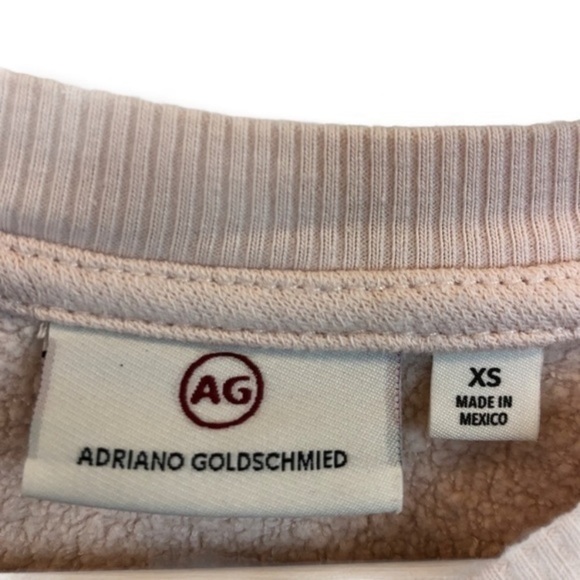 AG
ADRIANO GOLDSCHMIED
XS
MADE IN
MEXICO